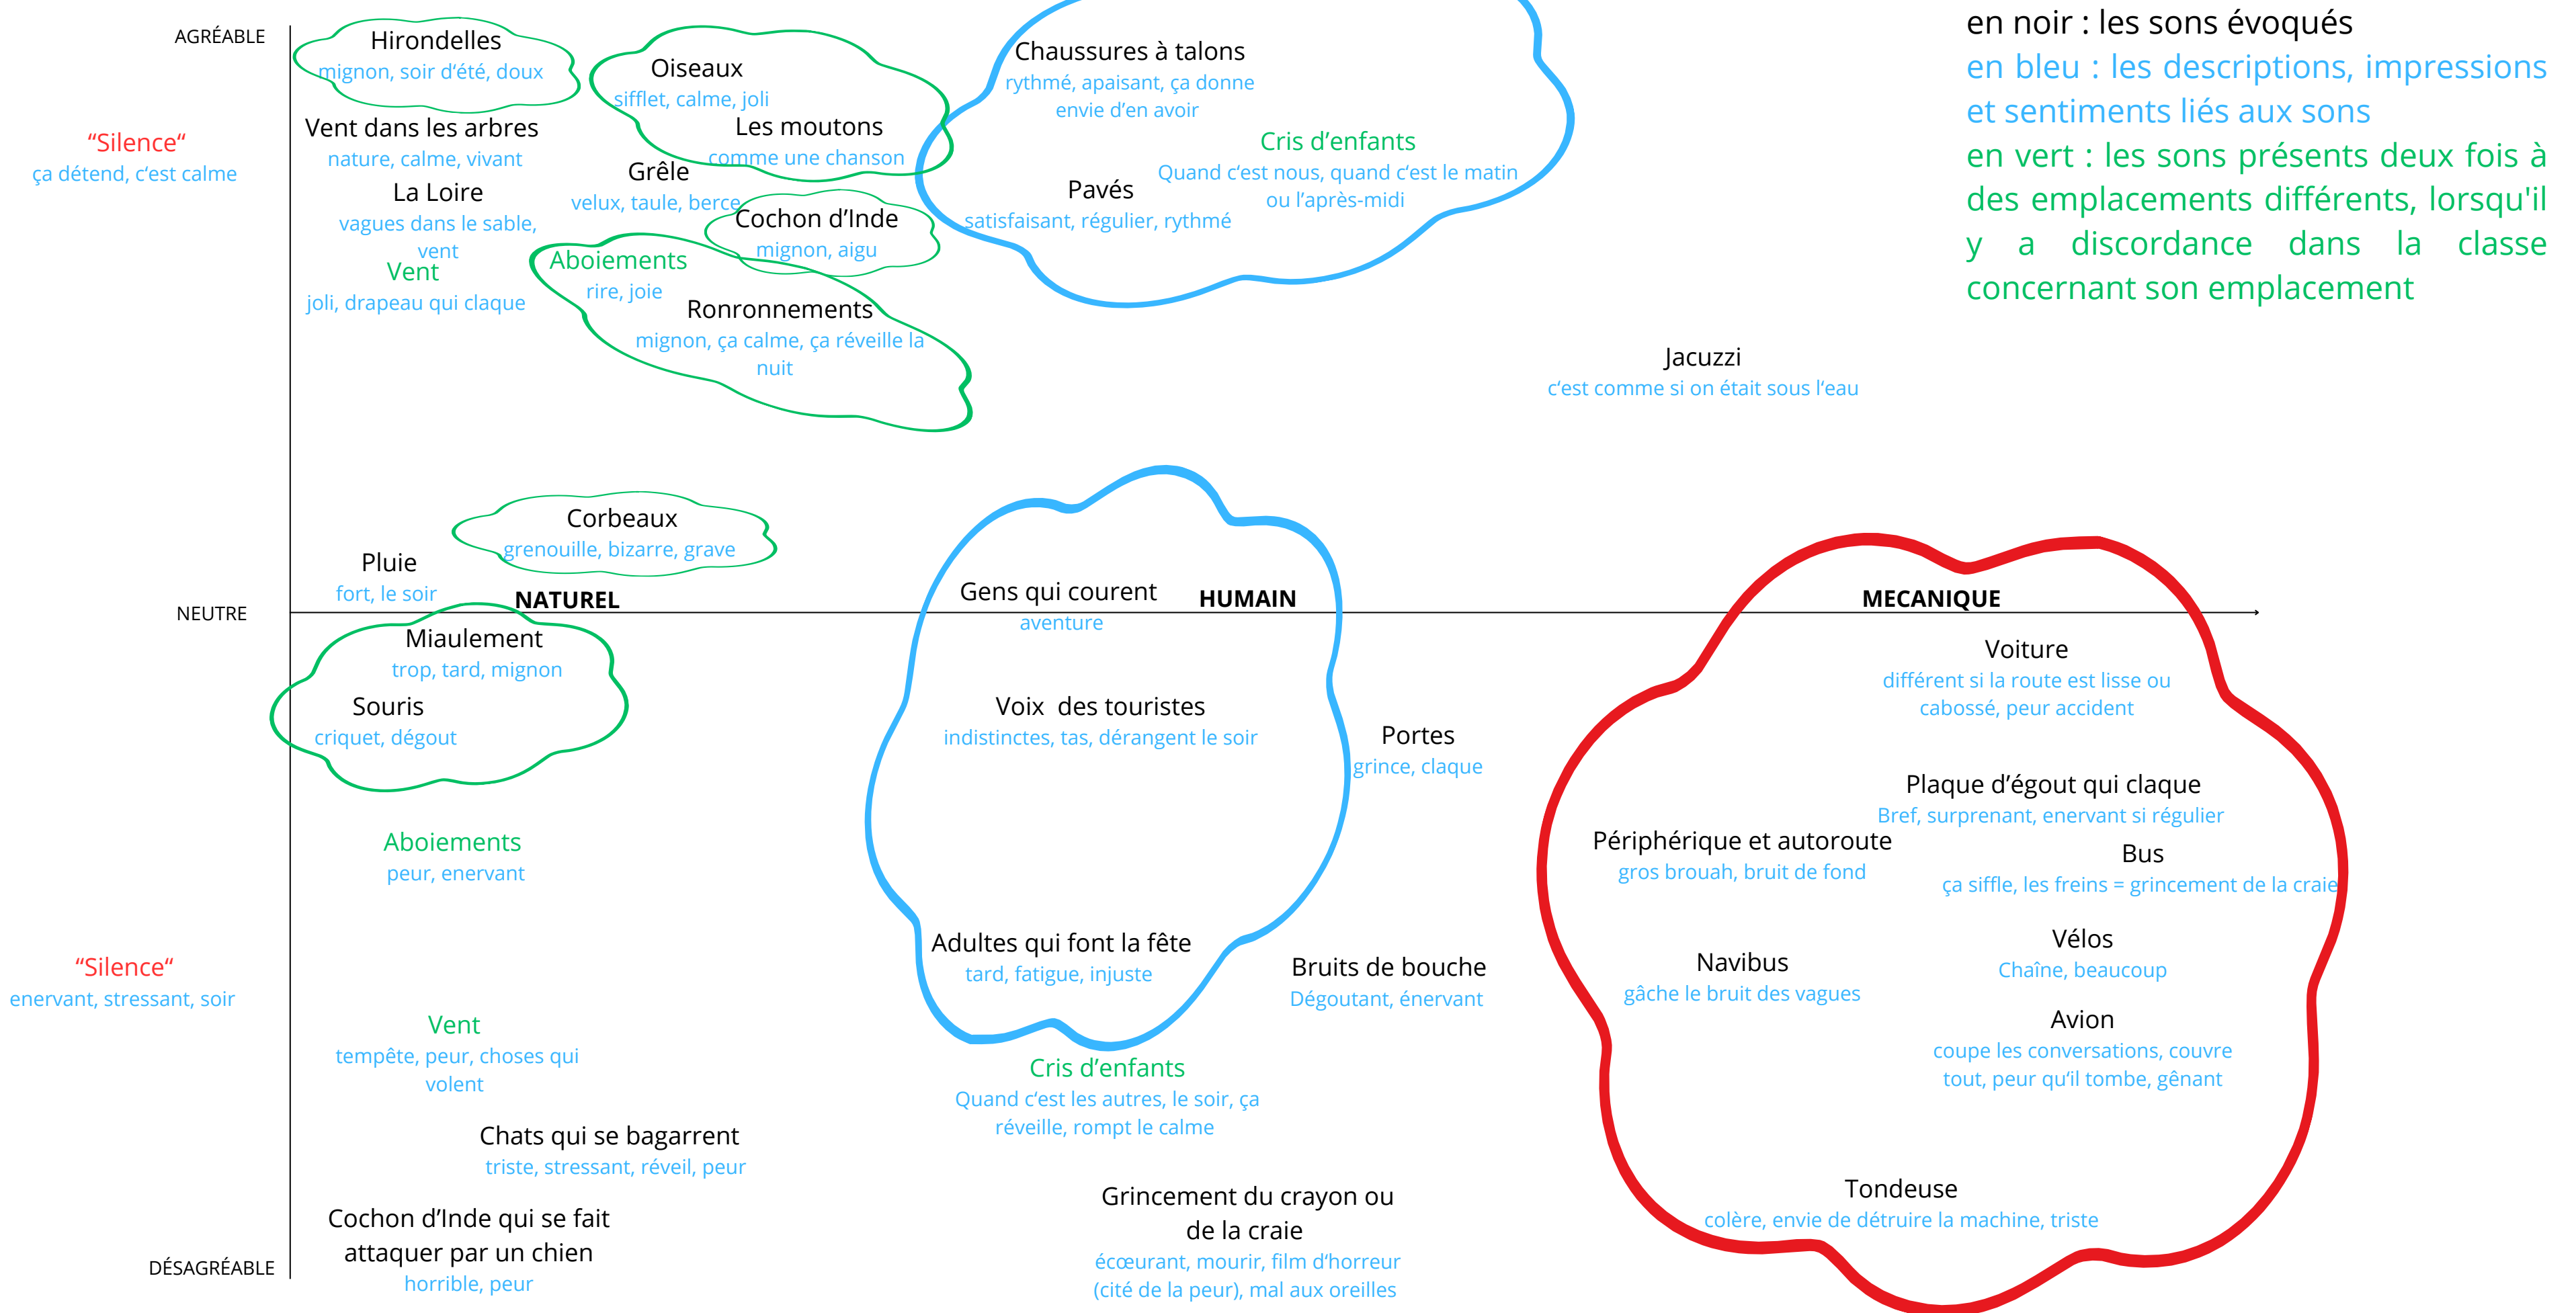 AGRÉABLE
Hirondelles
mignon, soir d'été, doux
Oiseaux
sifflet, calme, joli
Les moutons
comme une chanson
Chaussures à talons
rythmé, apaisant, ça donne
envie d'en avoir
en noir : les sons évoqués
en bleu : les descriptions, impressions
et sentiments liés aux sons
en vert : les sons présents deux fois à
des emplacements différents, lorsqu'il
y a discordance dans la classe
concernant son emplacement
“Silence“
ça détend, c'est calme
Vent dans les arbres
nature, calme, vivant
Grêle
velux, taule, berce
Cris d'enfants
Quand c'est nous, quand c'est le matin
ou l'après-midi
Pavés
satisfaisant, régulier, rythmé
La Loire
vagues dans le sable,
vent
Cochon d'Inde
mignon, aigu
Vent
joli, drapeau qui claque
Aboiements
rire, joie
Ronronnements
mignon, ça calme, ça réveille la
nuit
Jacuzzi
c'est comme si on était sous l'eau
Corbeaux
grenouille, bizarre, grave
Pluie
fort, le soir
NEUTRE
NATUREL
HUMAIN
MECANIQUE
Gens qui courent
aventure
Miaulement
trop, tard, mignon
Souris
criquet, dégout
Voix des touristes
indistinctes, tas, dérangent le soir
Portes
grince, claque
Voiture
différent si la route est lisse ou
cabossé, peur accident
Plaque d'égout qui claque
Bref, surprenant, enervant si régulier
Périphérique et autoroute
gros brouah, bruit de fond
Bus
ça siffle, les freins = grincement de la craie
Aboiements
peur, enervant
“Silence“
enervant, stressant, soir
Adultes qui font la fête
tard, fatigue, injuste
Bruits de bouche
Dégoutant, énervant
Navibus
gâche le bruit des vagues
Vélos
Chaîne, beaucoup
Avion
coupe les conversations, couvre
tout, peur qu'il tombe, gênant
Vent
tempête, peur, choses qui
volent
Cris d'enfants
Quand c'est les autres, le soir, ça
réveille, rompt le calme
Chats qui se bagarrent
triste, stressant, réveil, peur
Tondeuse
colère, envie de détruire la machine, triste
Grincement du crayon ou
de la craie
écœurant, mourir, film d'horreur
(cité de la peur), mal aux oreilles
Cochon d'Inde qui se fait
attaquer par un chien
horrible, peur
DÉSAGRÉABLE